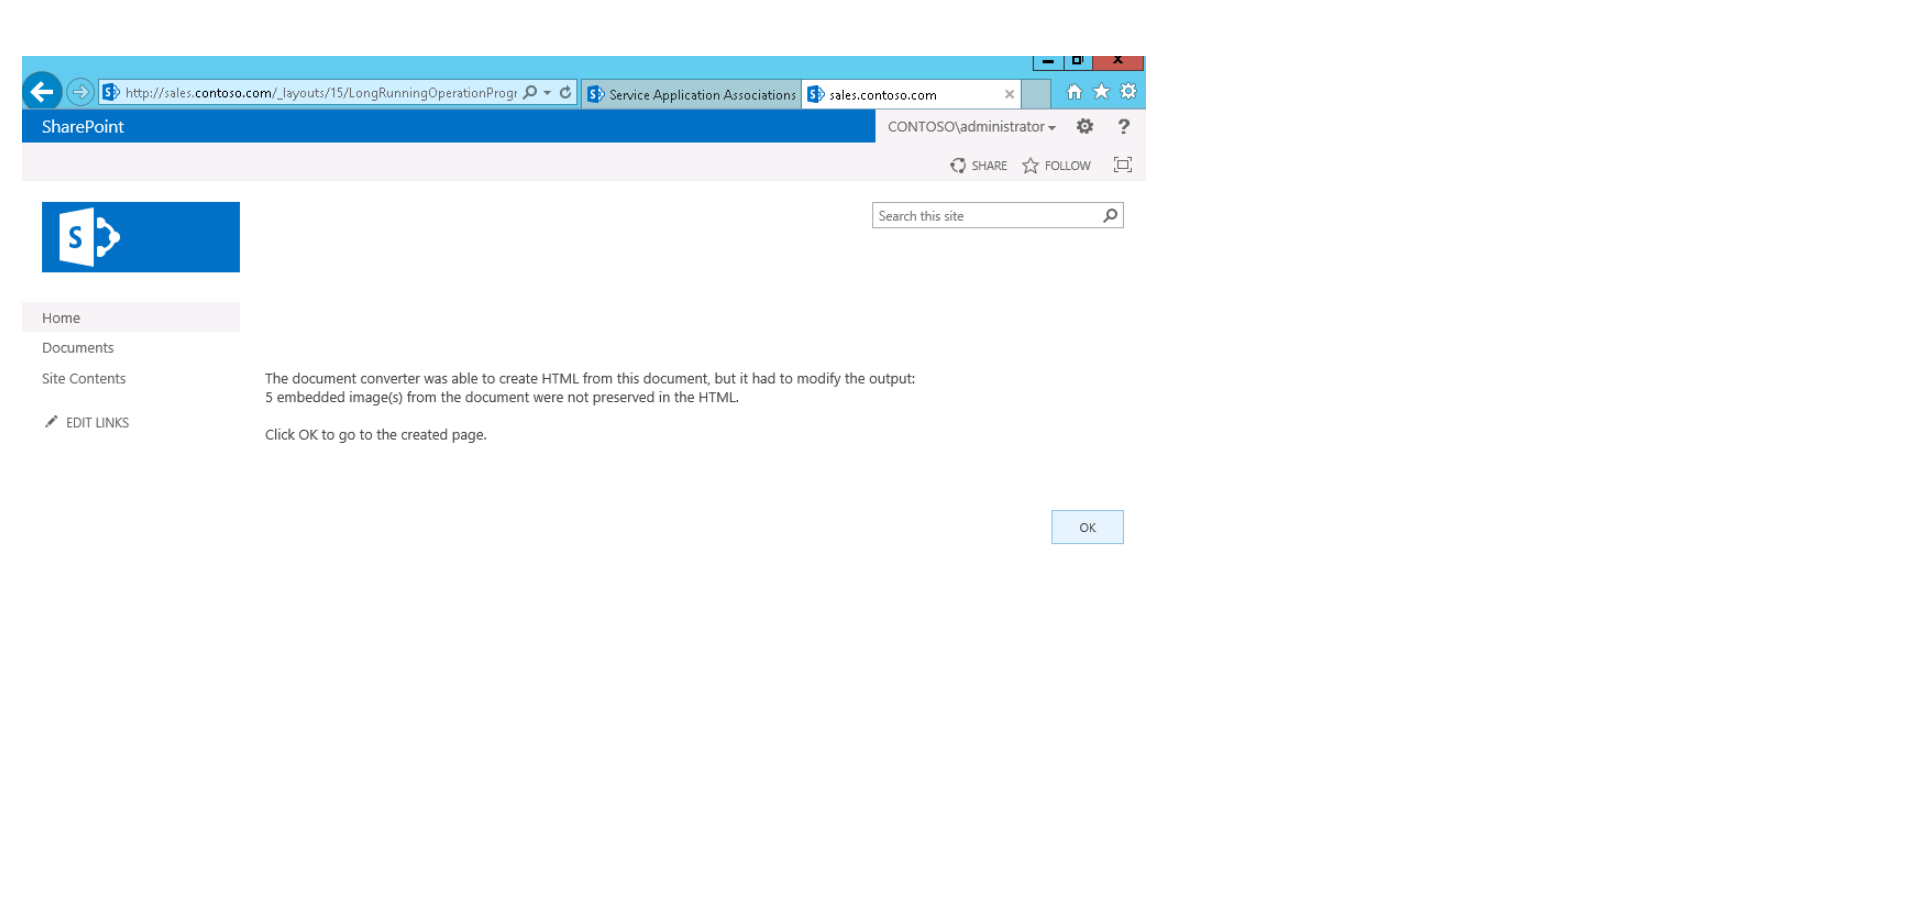 http://sales.contoso.com/_layouts/15/LongRunningOperationProgr
Service Application Associations
sales.contoso.com
SharePoint
CONTOSO\administrator
?
SHARE
FOLLOW
S
Search this site
Home
Documents
Site Contents
EDIT LINKS
The document converter was able to create HTML from this document, but it had to modify the output:
5 embedded image(s) from the document were not preserved in the HTML.
Click OK to go to the created page.
OK